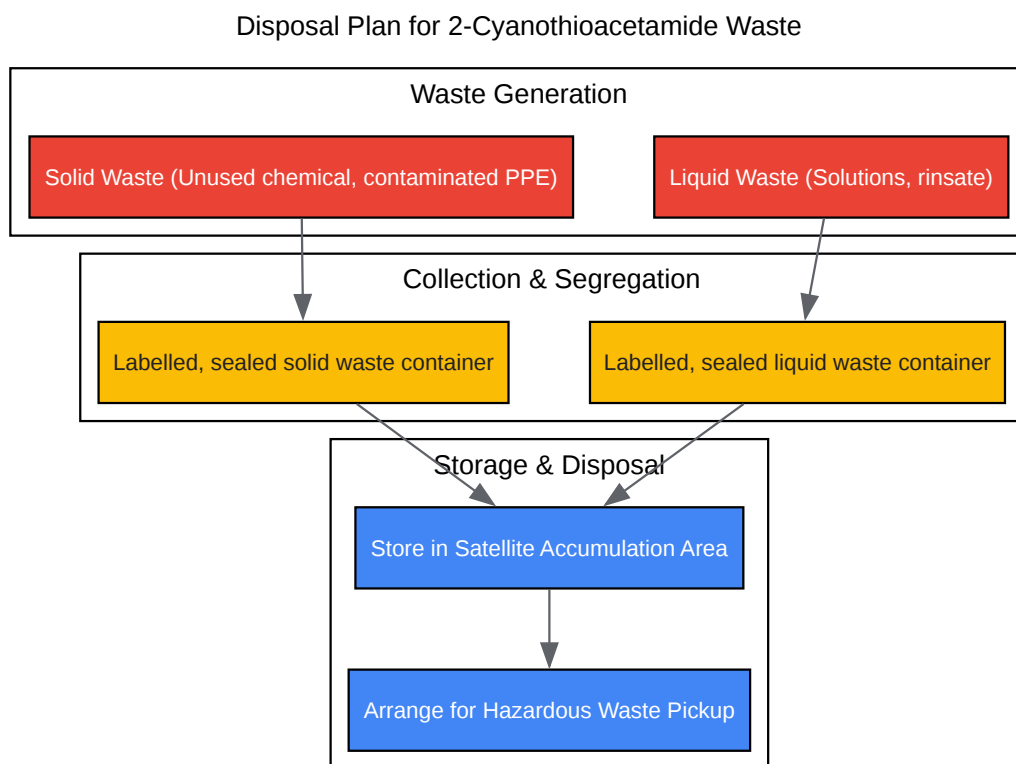 Disposal Plan for 2-Cyanothioacetamide Waste
Waste Generation
Solid Waste (Unused chemical, contaminated PPE)
Liquid Waste (Solutions, rinsate)
Collection & Segregation
Labelled, sealed solid waste container
Labelled, sealed liquid waste container
Storage & Disposal
Store in Satellite Accumulation Area
Arrange for Hazardous Waste Pickup